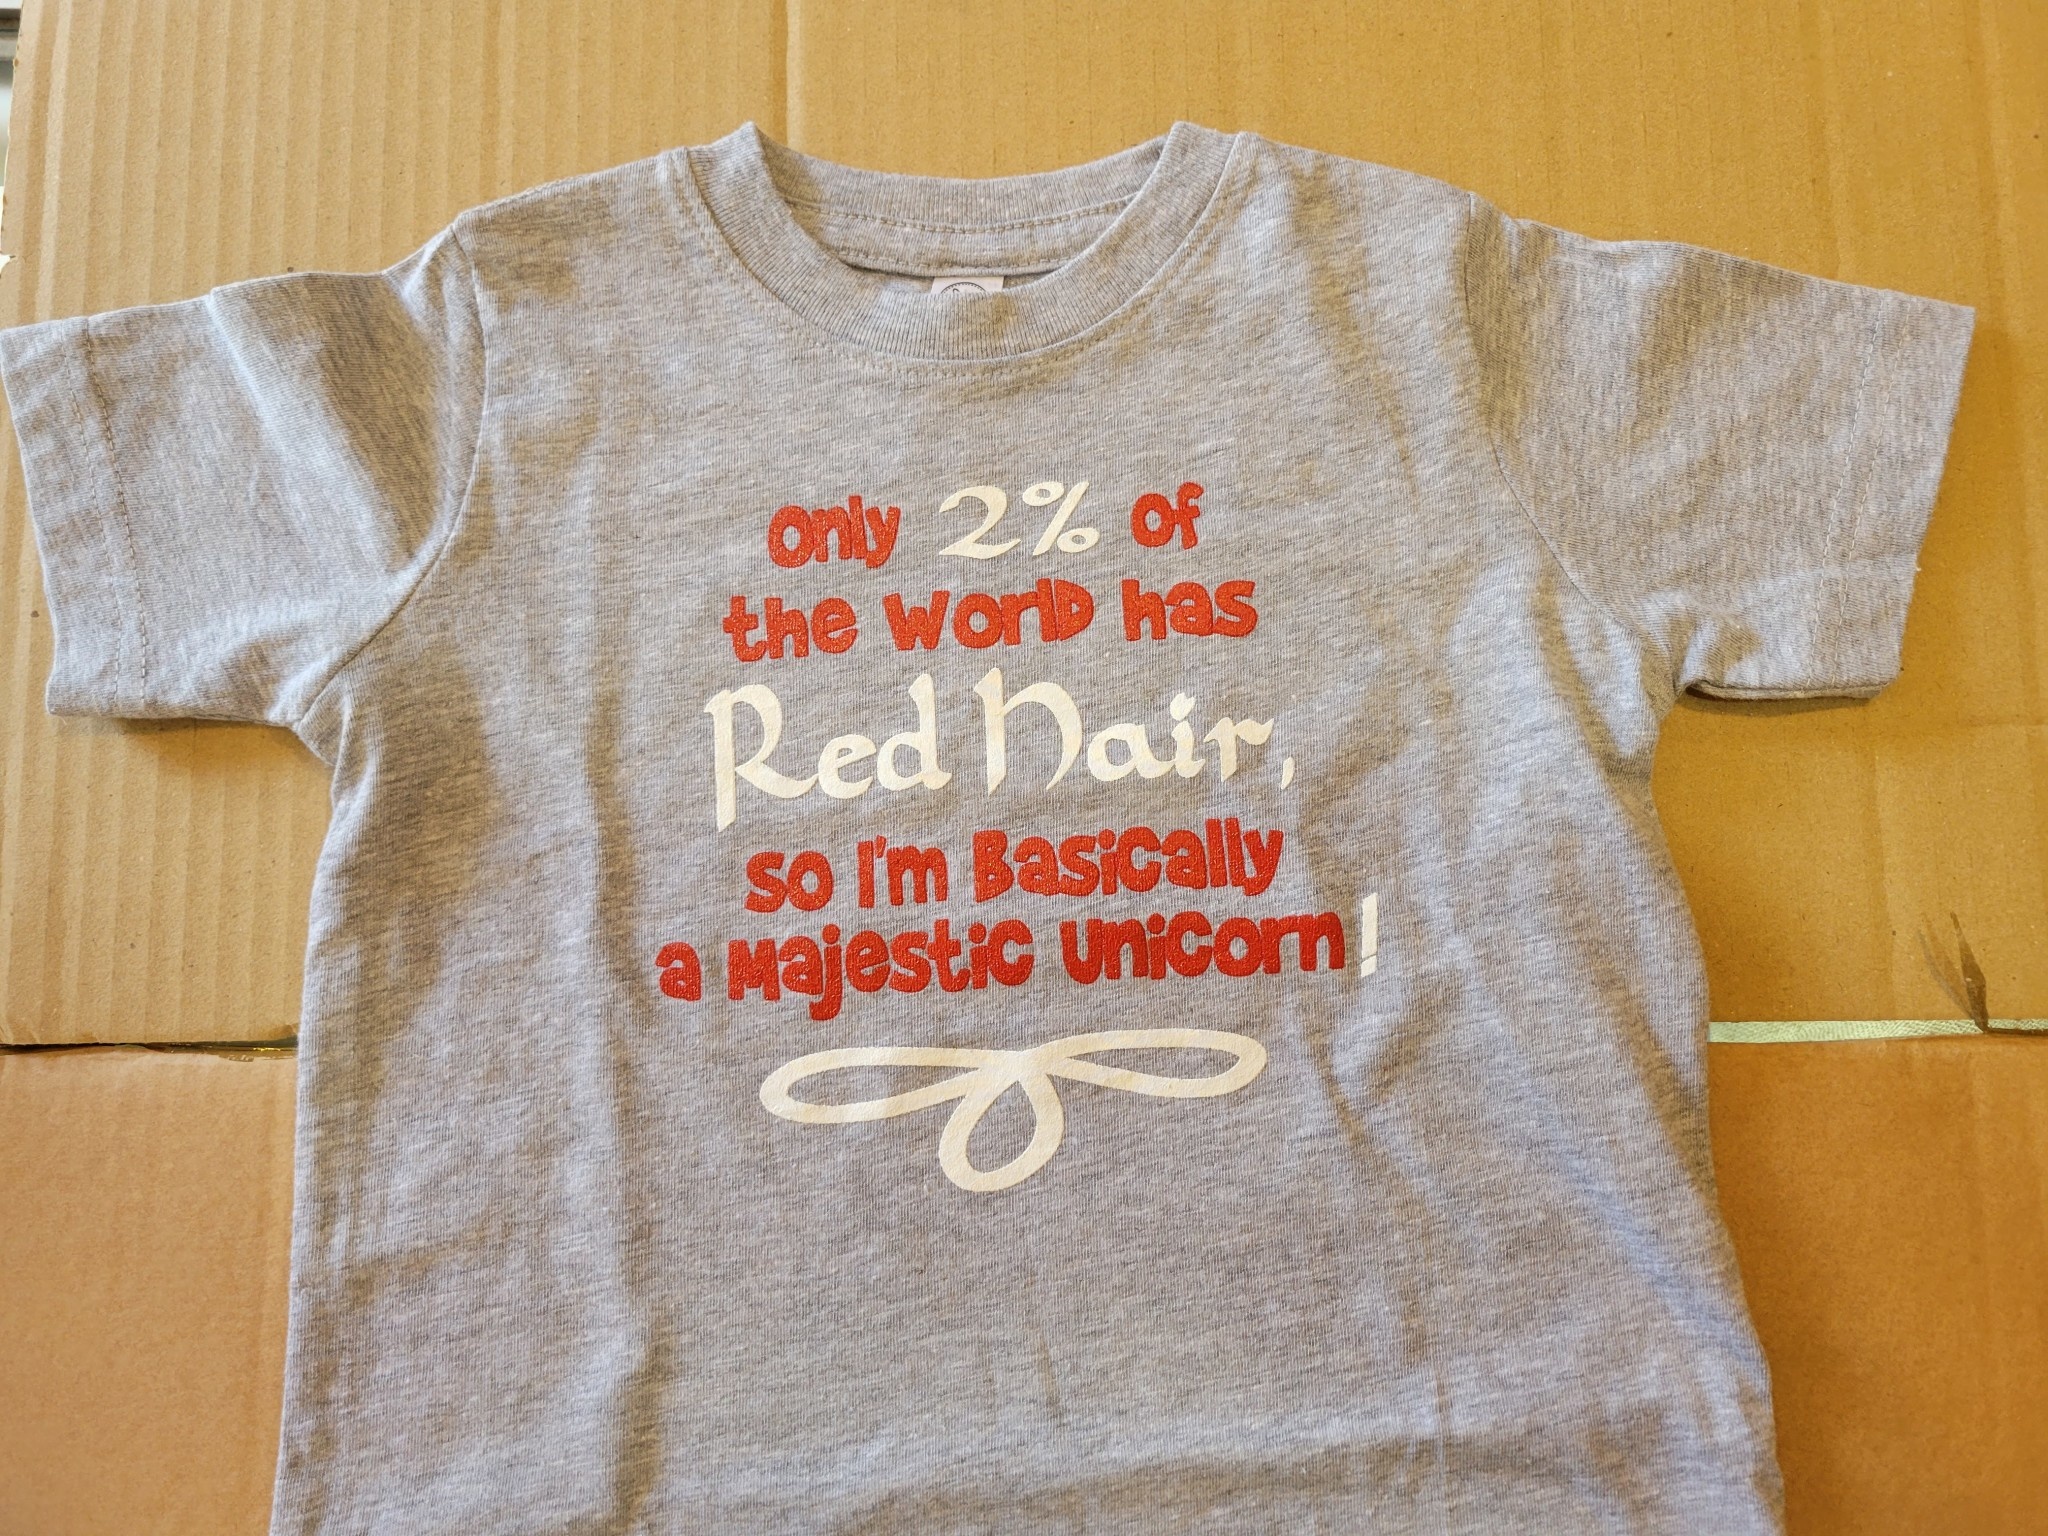 Only 2% of
the World has
Red Hair,
so I'm Basically
a Majestic Unicorn!